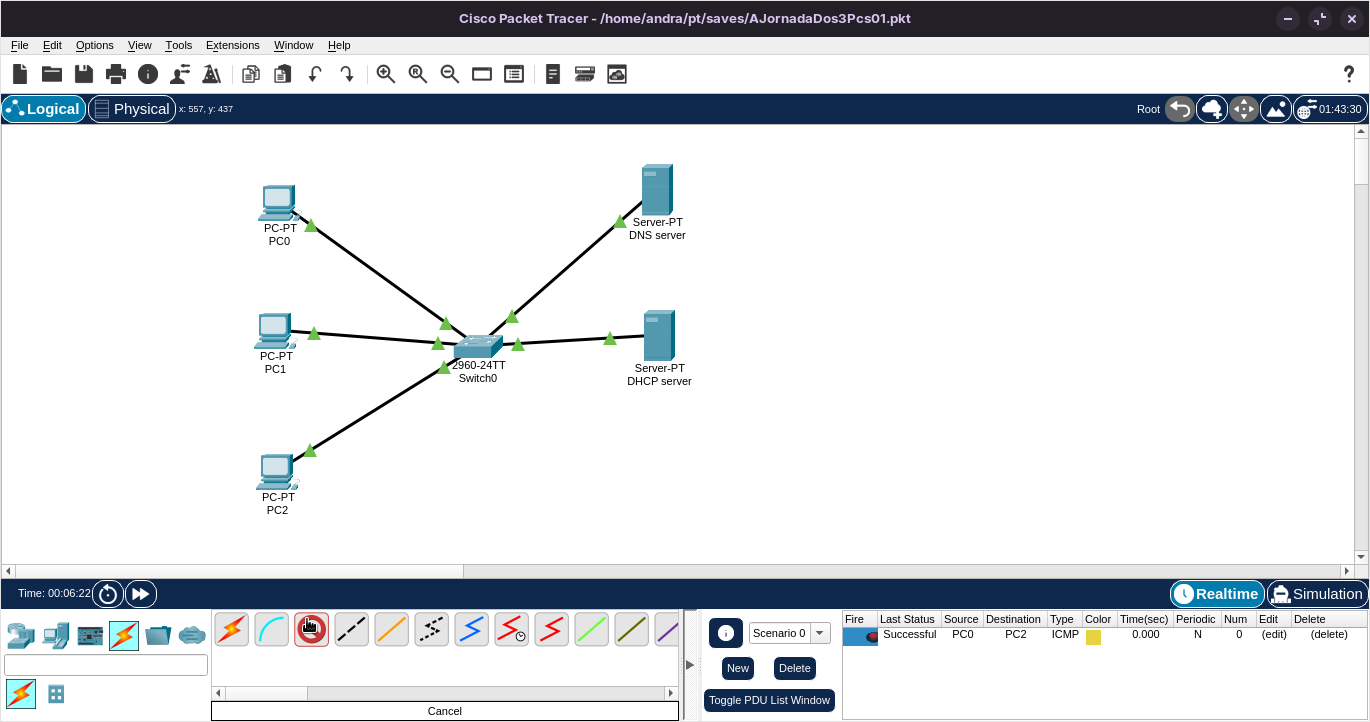 Cisco Packet Tracer - /home/andra/pt/saves/AJornadaDos3Pcs01.pkt
File Edit Options View Tools Extensions Window Help
Logical Physical x: 557, y: 437 Root 01:43:30
PC-PT
PC0
Server-PT
DNS server
PC-PT
PC1
2960-24TT
Switch0
Server-PT
DHCP server
PC-PT
PC2
Time: 00:06:22 Realtime Simulation
Scenario 0
New Delete
Toggle PDU List Window
Cancel
Fire Last Status Source Destination Type Color Time(sec) Periodic Num Edit Delete
Successful PC0 PC2 ICMP 0.000 N 0 (edit) (delete)